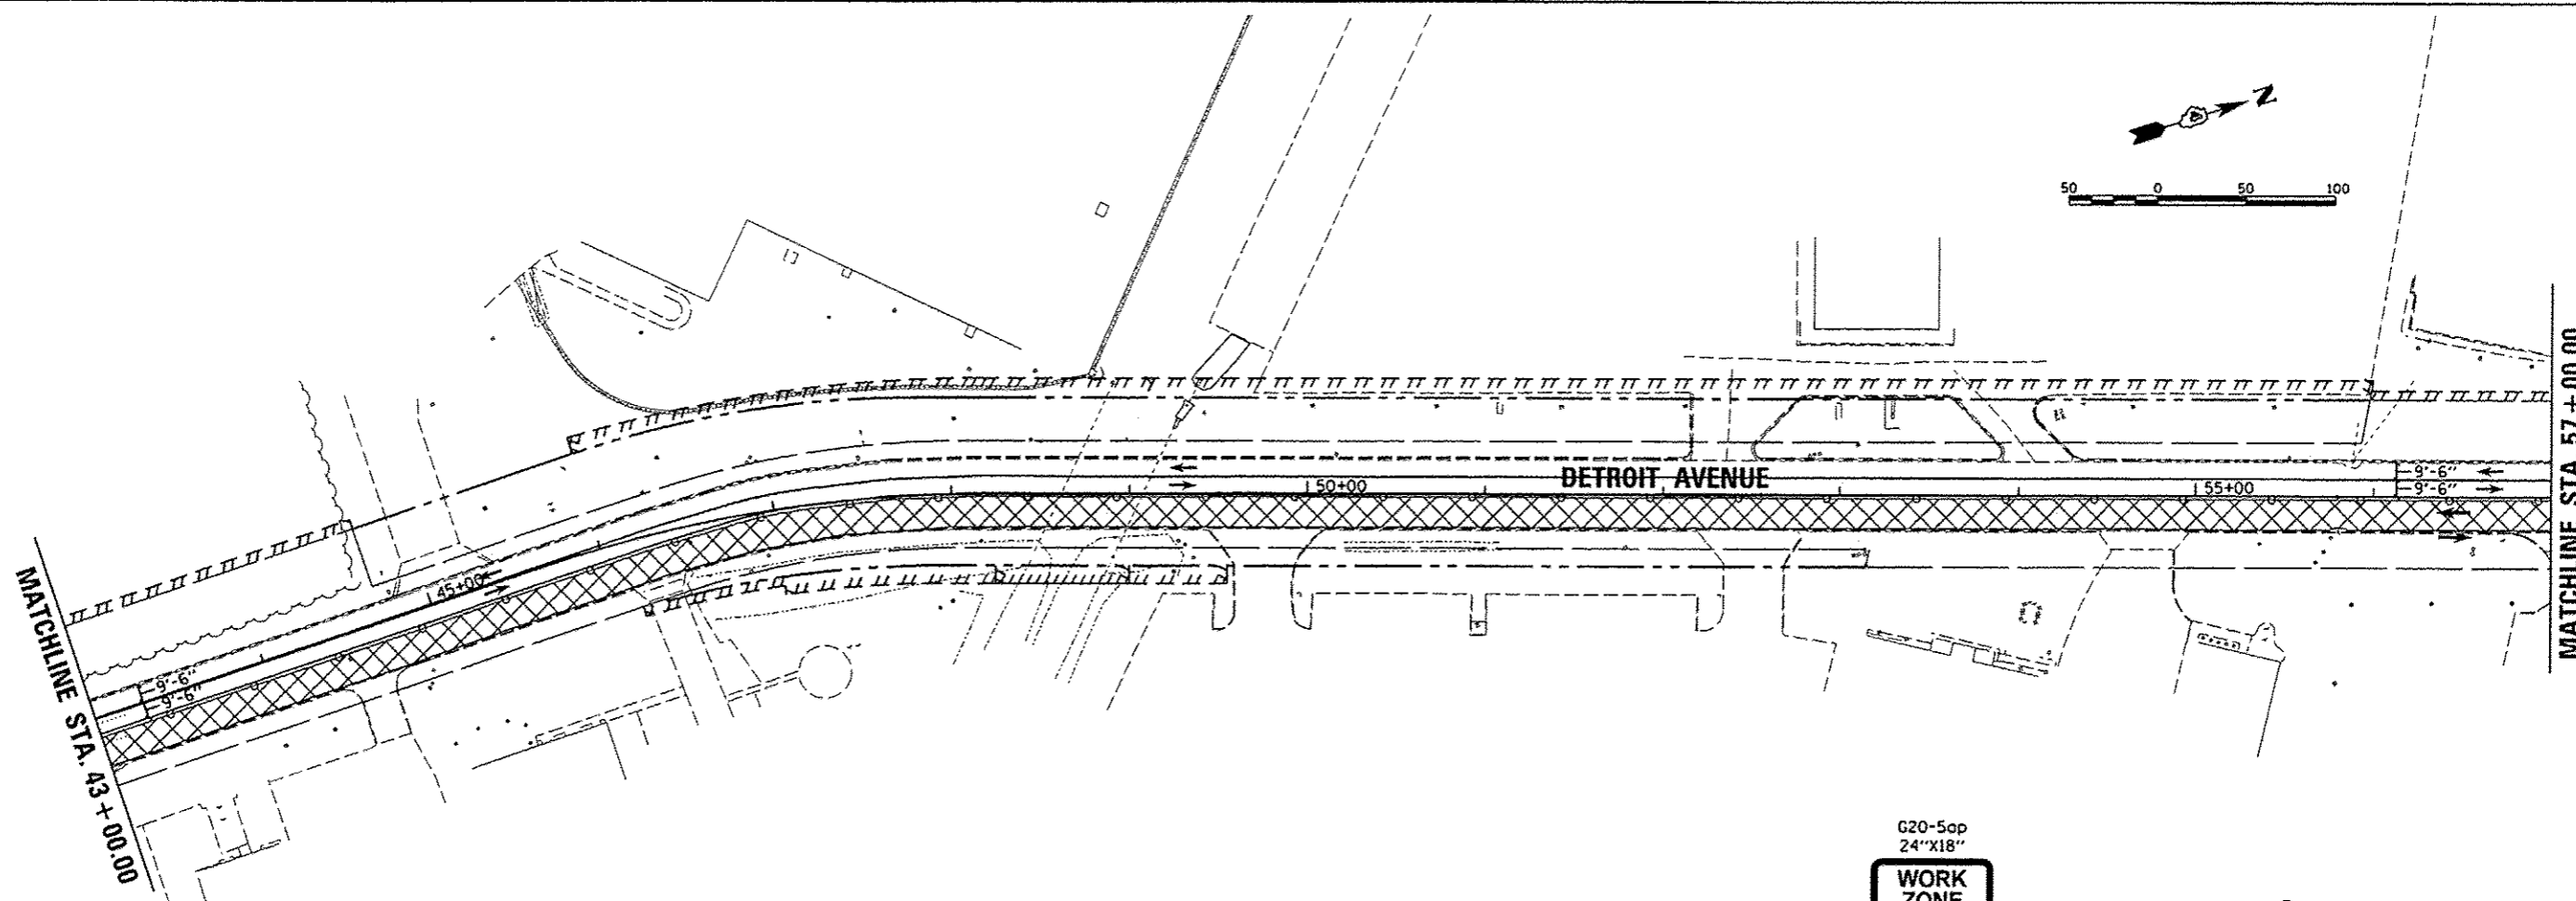 N
50 0 50 100
MATCHLINE STA. 57+00.00
9'-6"
9'-6"
DETROIT AVENUE
50+00
55+00
45+00
9'-6"
9'-6"
MATCHLINE STA. 43+00.00
G20-5ap
24"X18"
WORK
ZONE